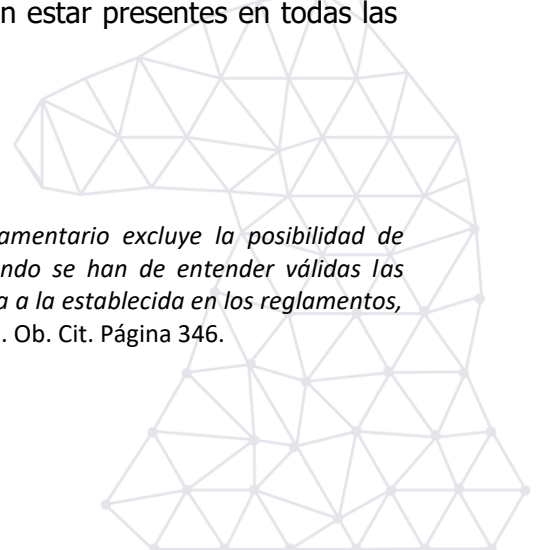 n estar presentes en todas las
amentario excluye la posibilidad de
ndo se han de entender válidas las
a a la establecida en los reglamentos,
. Ob. Cit. Página 346.